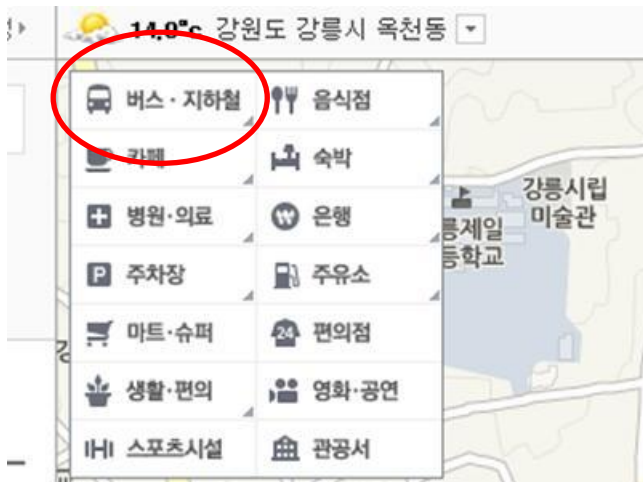 14.0°c 강원도 강릉시 옥천동
버스·지하철 음식점
카페 숙박
병원·의료 은행
주차장 주유소
마트·슈퍼 24 편의점
생활·편의 영화·공연
스포츠시설 관공서
강릉시립
미술관
릉제일
등학교